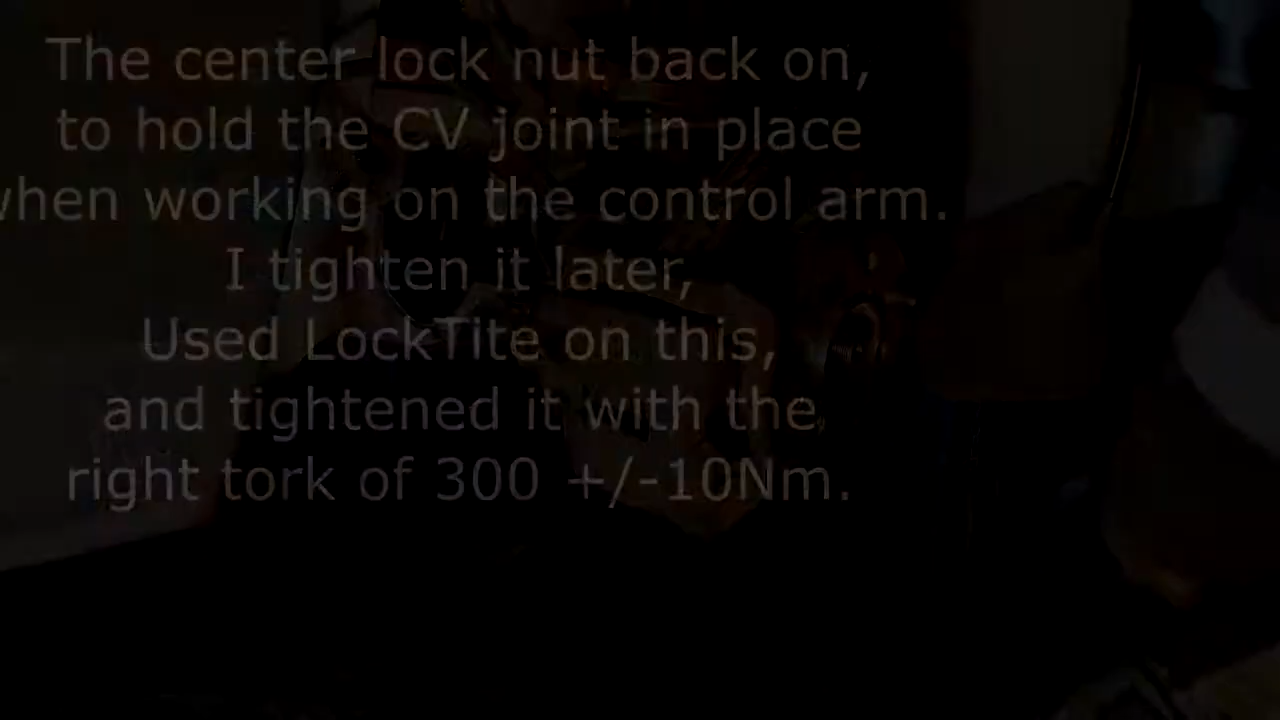 The center lock nut back on,
to hold the CV joint in place
when working on the control arm.
I tighten it later,
Used LockTite on this,
and tightened it with the
right tork of 300 +/-10Nm.